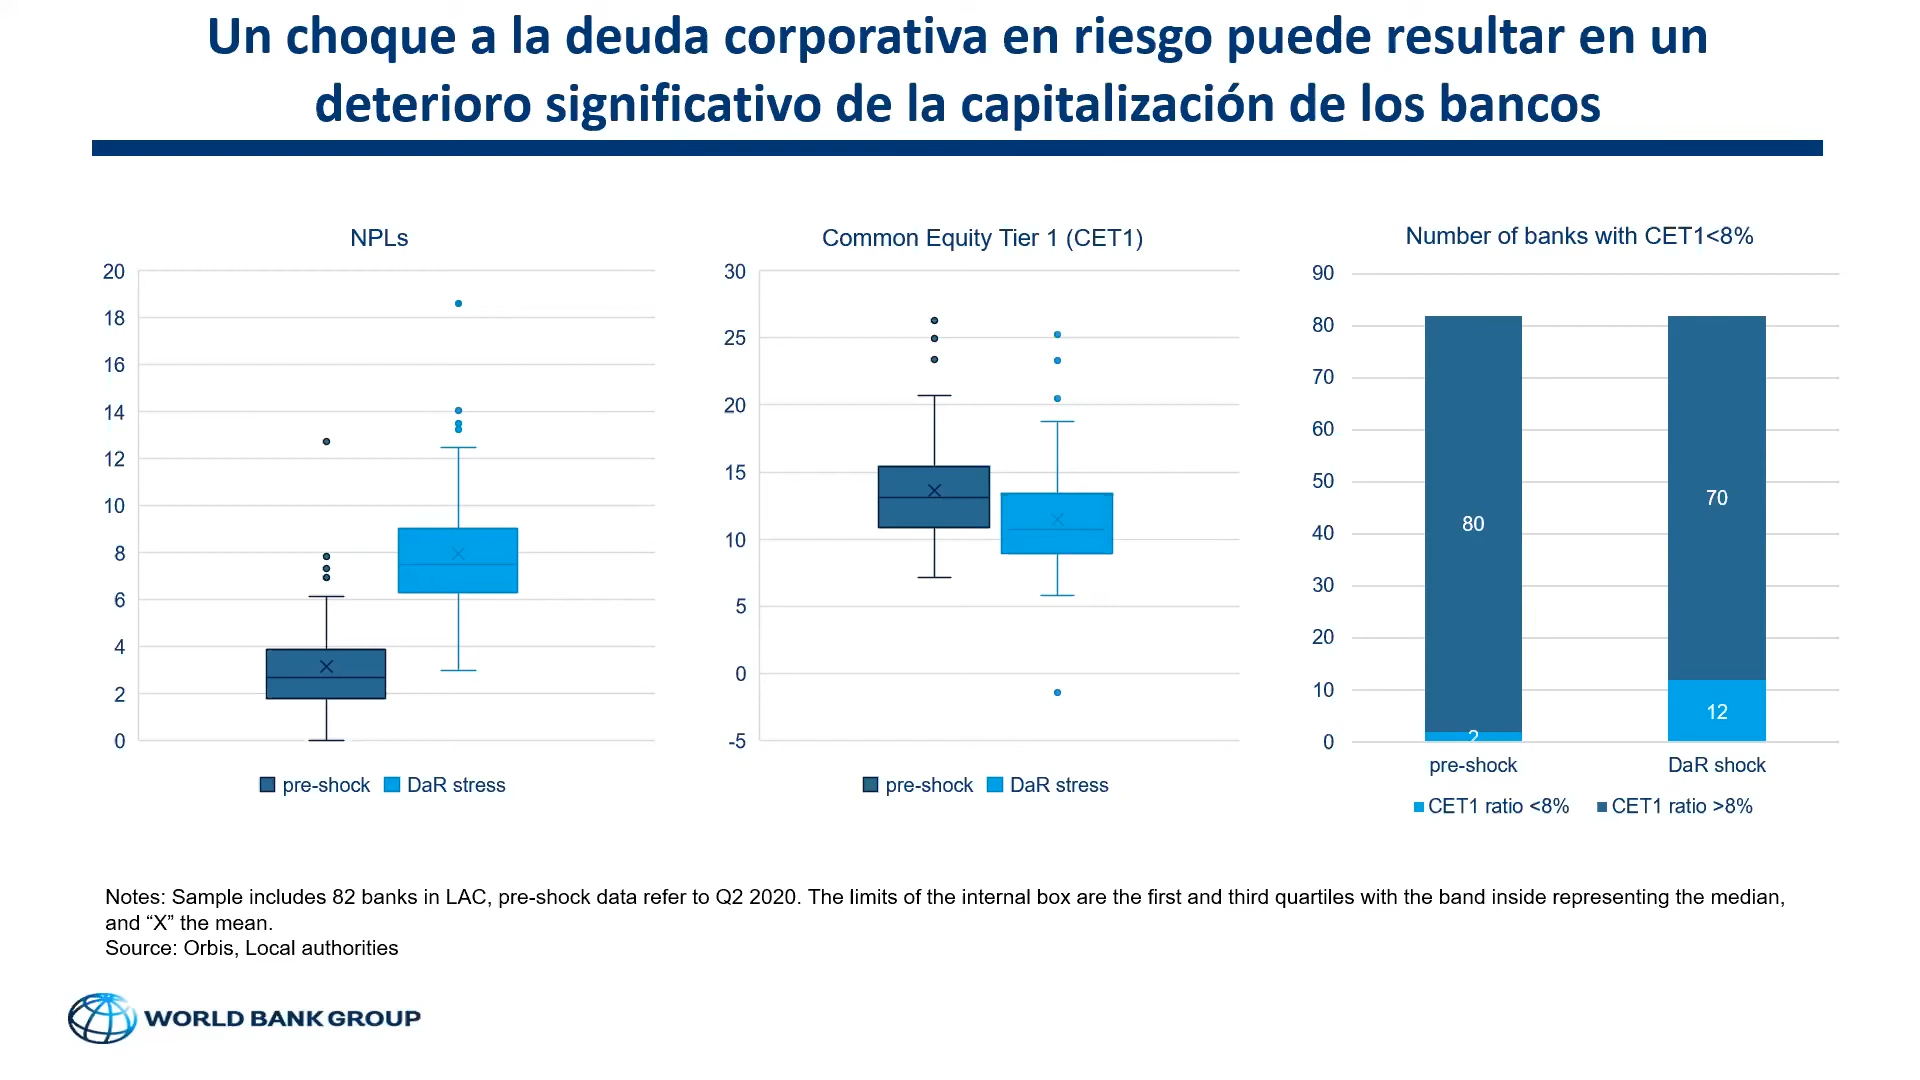 Un choque a la deuda corporativa en riesgo puede resultar en un
deterioro significativo de la capitalización de los bancos
NPLs
20
18
16
14
12
10
8
6
4
2
0
pre-shock DaR stress
Common Equity Tier 1 (CET1)
30
25
20
15
10
5
0
-5
pre-shock DaR stress
Number of banks with CET1<8%
90
80
70
60
50
40
30
20
10
0
80
2
70
12
pre-shock DaR shock
CET1 ratio <8% CET1 ratio >8%
Notes: Sample includes 82 banks in LAC, pre-shock data refer to Q2 2020. The limits of the internal box are the first and third quartiles with the band inside representing the median,
and “X” the mean.
Source: Orbis, Local authorities
WORLD BANK GROUP